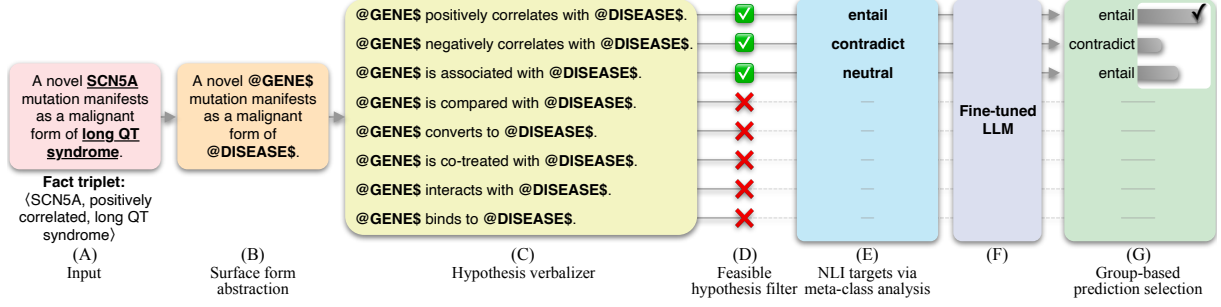 A novel SCN5A
mutation manifests
as a malignant
form of long QT
syndrome.
Fact triplet:
⟨SCN5A, positively
correlated, long QT
syndrome⟩
(A)
Input
A novel @GENE$
mutation manifests
as a malignant
form of
@DISEASE$.
(B)
Surface form
abstraction
@GENE$ positively correlates with @DISEASE$.
@GENE$ negatively correlates with @DISEASE$.
@GENE$ is associated with @DISEASE$.
@GENE$ is compared with @DISEASE$.
@GENE$ converts to @DISEASE$.
@GENE$ is co-treated with @DISEASE$.
@GENE$ interacts with @DISEASE$.
@GENE$ binds to @DISEASE$.
(C)
Hypothesis verbalizer
(D)
Feasible
hypothesis filter
entail
contradict
neutral
(E)
NLI targets via
meta-class analysis
Fine-tuned
LLM
(F)
entail
contradict
entail
(G)
Group-based
prediction selection